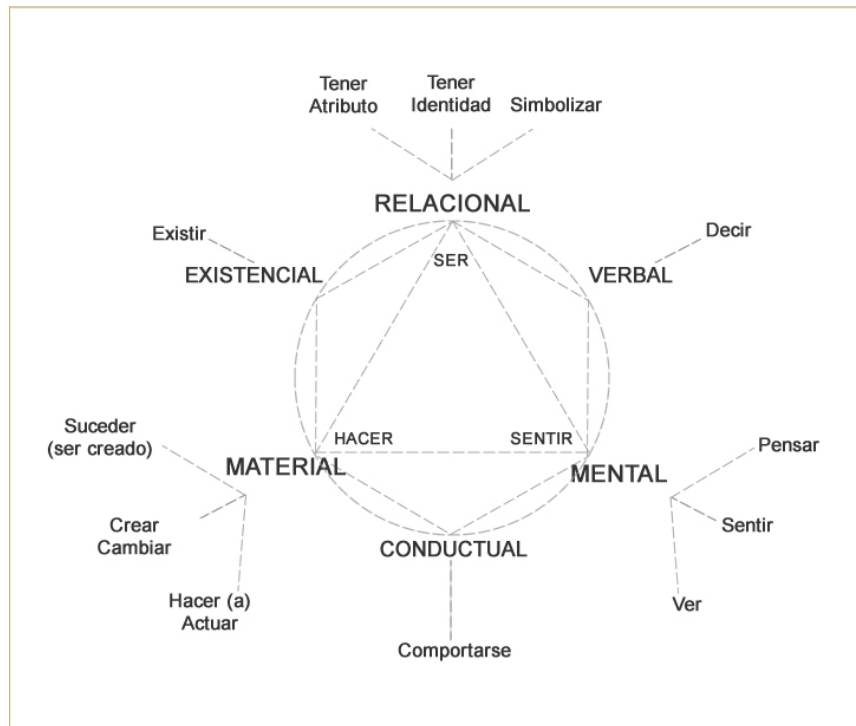 Tener
Atributo
Tener
Identidad
Simbolizar
RELACIONAL
Existir
Decir
EXISTENCIAL
SER
VERBAL
Suceder
(ser creado)
HACER
SENTIR
Pensar
MATERIAL
MENTAL
Crear
Cambiar
Sentir
CONDUCTUAL
Hacer (a)
Actuar
Ver
Comportarse